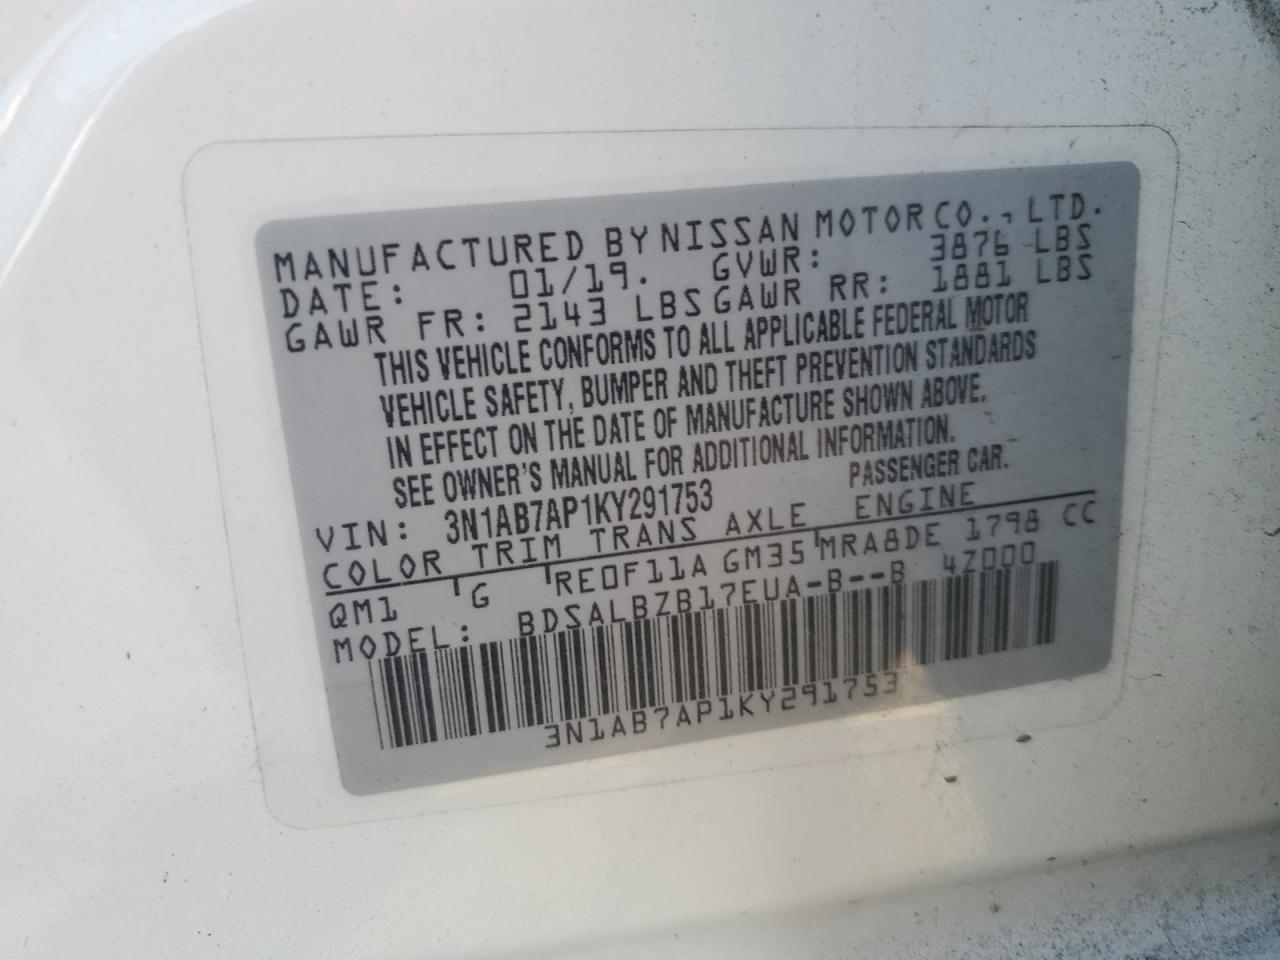 MANUFACTURED BY NISSAN MOTOR CO., LTD.
DATE: 01/19. GVWR: 3876 LBS
GAWR FR: 2143 LBS GAWR RR: 1881 LBS
THIS VEHICLE CONFORMS TO ALL APPLICABLE FEDERAL MOTOR
VEHICLE SAFETY, BUMPER AND THEFT PREVENTION STANDARDS
IN EFFECT ON THE DATE OF MANUFACTURE SHOWN ABOVE.
SEE OWNER'S MANUAL FOR ADDITIONAL INFORMATION.
VIN: 3N1AB7AP1KY291753 PASSENGER CAR.
COLOR TRIM TRANS AXLE ENGINE
QM1 G RE0F11A GM35 MRA8DE 1798 CC
MODEL: BDSALBZB17EUA-B--B 4Z000
3N1AB7AP1KY291753